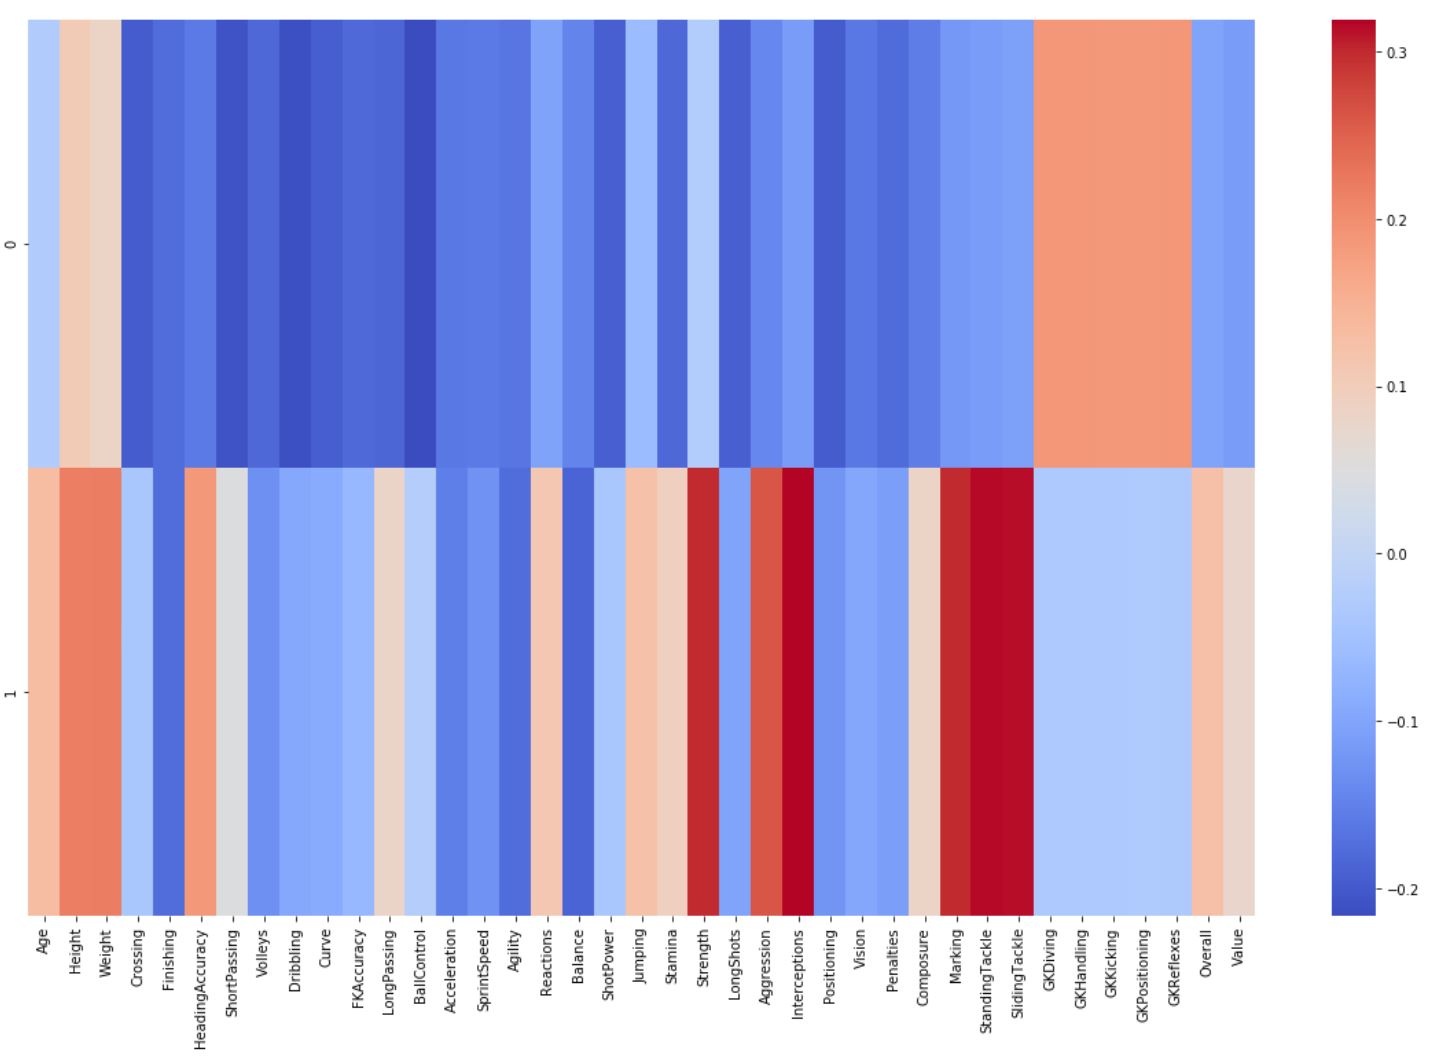 0
1
Age
Height
Weight
Crossing
Finishing
HeadingAccuracy
ShortPassing
Volleys
Dribbling
Curve
FKAccuracy
LongPassing
BallControl
Acceleration
SprintSpeed
Agility
Reactions
Balance
ShotPower
Jumping
Stamina
Strength
LongShots
Aggression
Interceptions
Positioning
Vision
Penalties
Composure
Marking
StandingTackle
SlidingTackle
GKDiving
GKHandling
GKKicking
GKPositioning
GKReflexes
Overall
Value
0.3
0.2
0.1
0.0
−0.1
−0.2